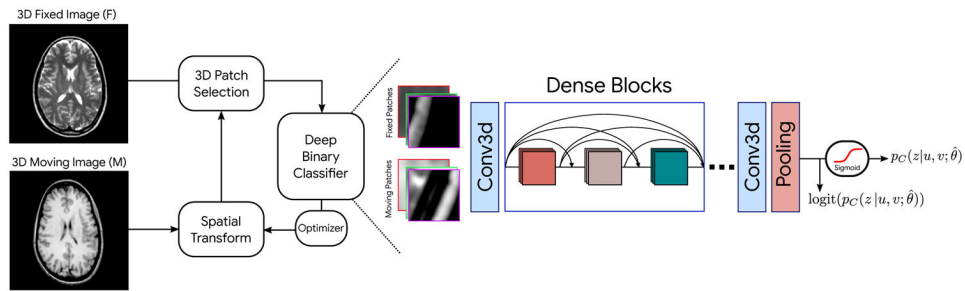 3D Fixed Image (F)
3D Patch
Selection
Deep
Binary
Classifier
3D Moving Image (M)
Spatial
Transform
Optimizer
Fixed Patches
Moving Patches
Conv3d
Dense Blocks
Conv3d
Pooling
Sigmoid
p_C(z|u, v; θ̂)
logit(p_C(z|u, v; θ̂))